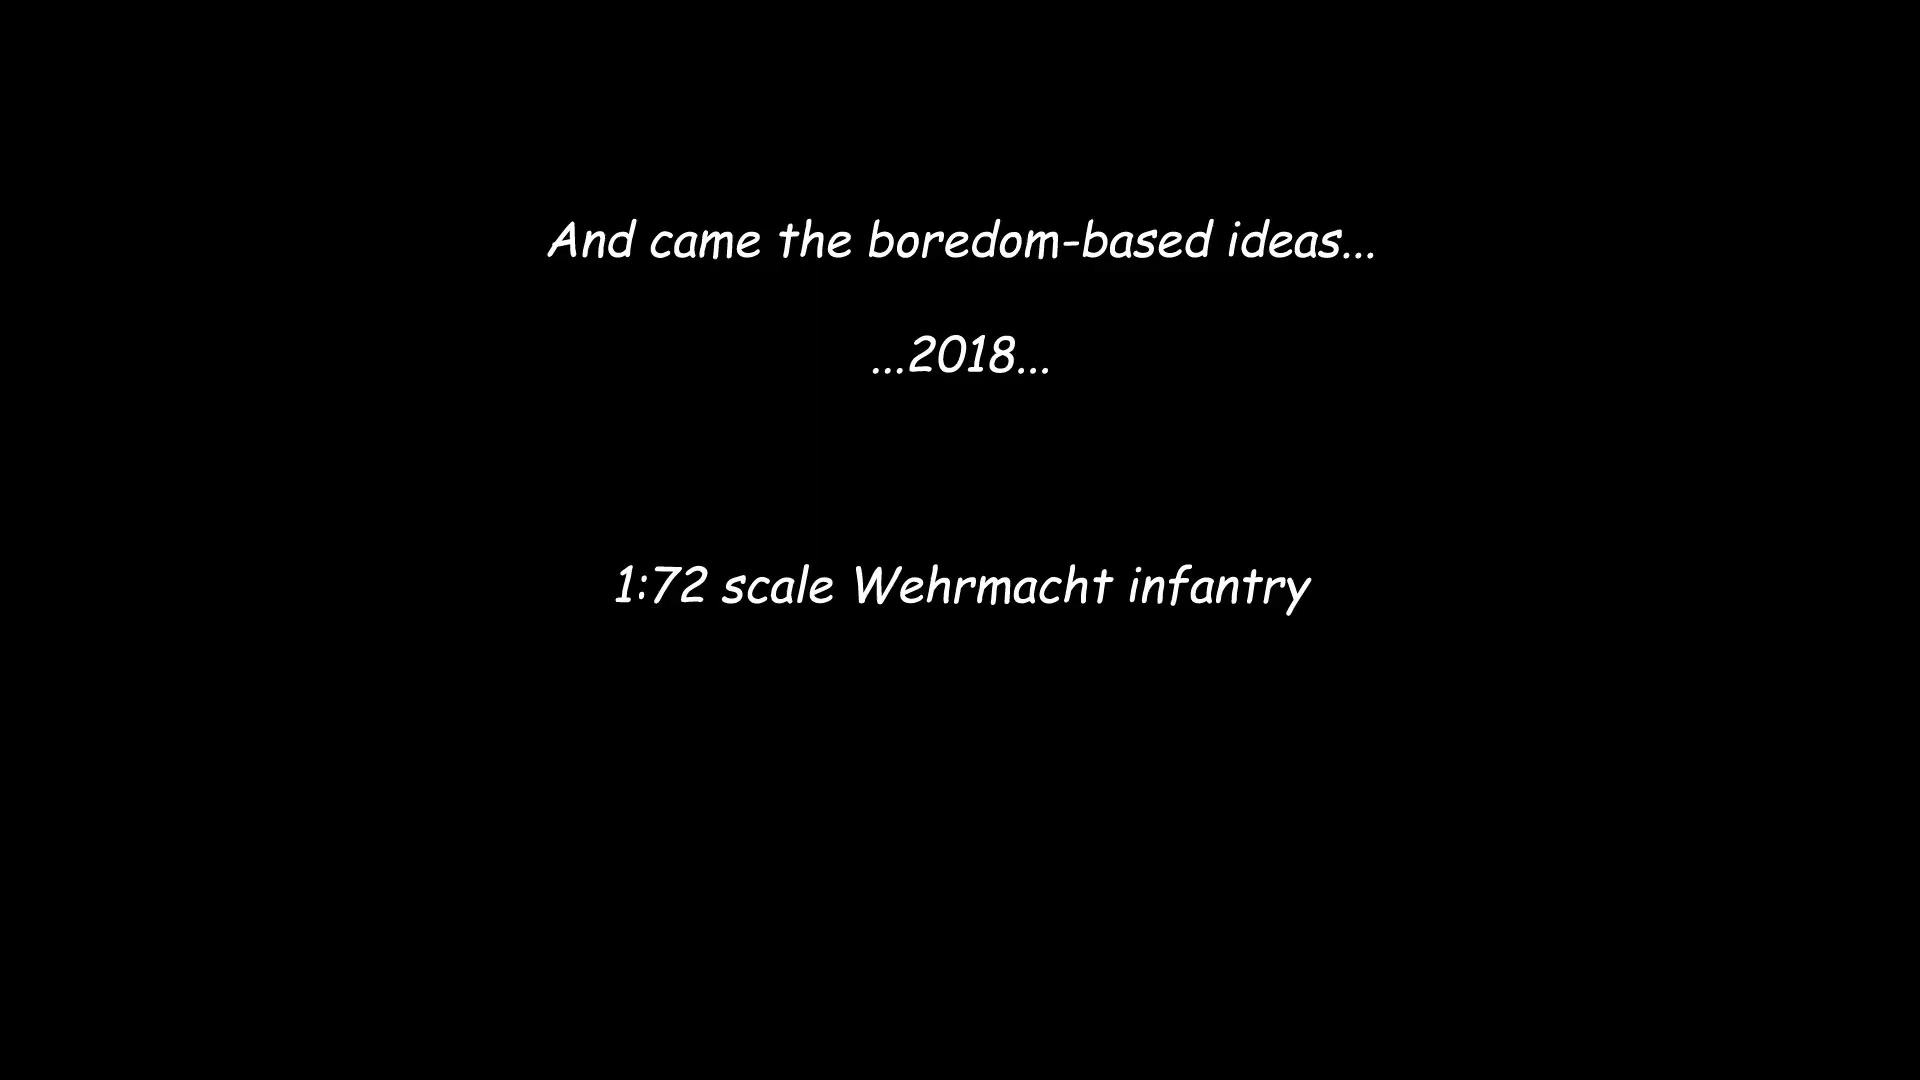 And came the boredom-based ideas...
...2018...
1:72 scale Wehrmacht infantry